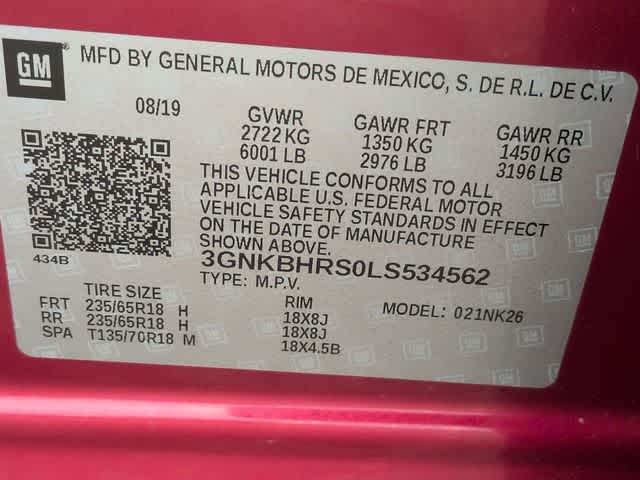 GM
MFD BY GENERAL MOTORS DE MEXICO, S. DE R.L. DE C.V.
08/19
GVWR GAWR FRT GAWR RR
2722 KG 1350 KG 1450 KG
6001 LB 2976 LB 3196 LB
THIS VEHICLE CONFORMS TO ALL
APPLICABLE U.S. FEDERAL MOTOR
VEHICLE SAFETY STANDARDS IN EFFECT
ON THE DATE OF MANUFACTURE
SHOWN ABOVE.
434B
3GNKBHRS0LS534562
TYPE: M.P.V.
MODEL: 021NK26
TIRE SIZE RIM
FRT 235/65R18 H 18X8J
RR 235/65R18 H 18X8J
SPA T135/70R18 M 18X4.5B